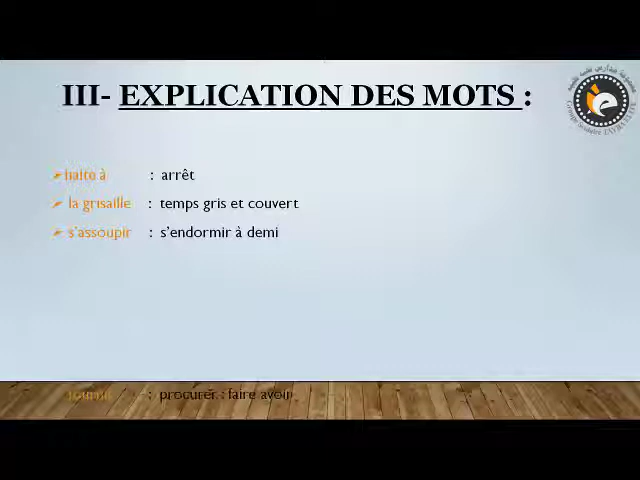 III- EXPLICATION DES MOTS :
halte à : arrêt
la grisaille : temps gris et couvert
s'assoupir : s'endormir à demi
fournir : procurer : faire avoir